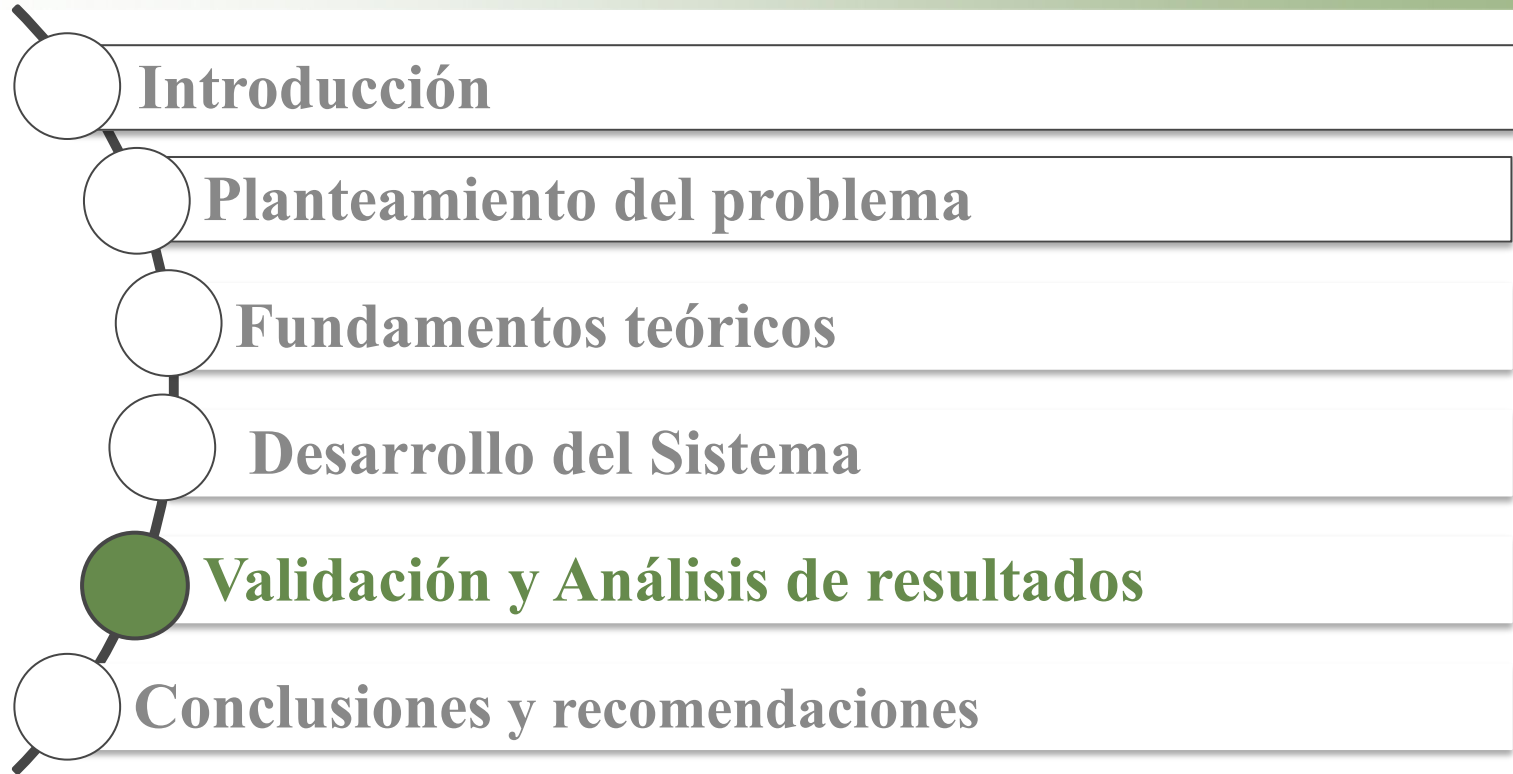 Introducción
Planteamiento del problema
Fundamentos teóricos
Desarrollo del Sistema
Validación y Análisis de resultados
Conclusiones y recomendaciones